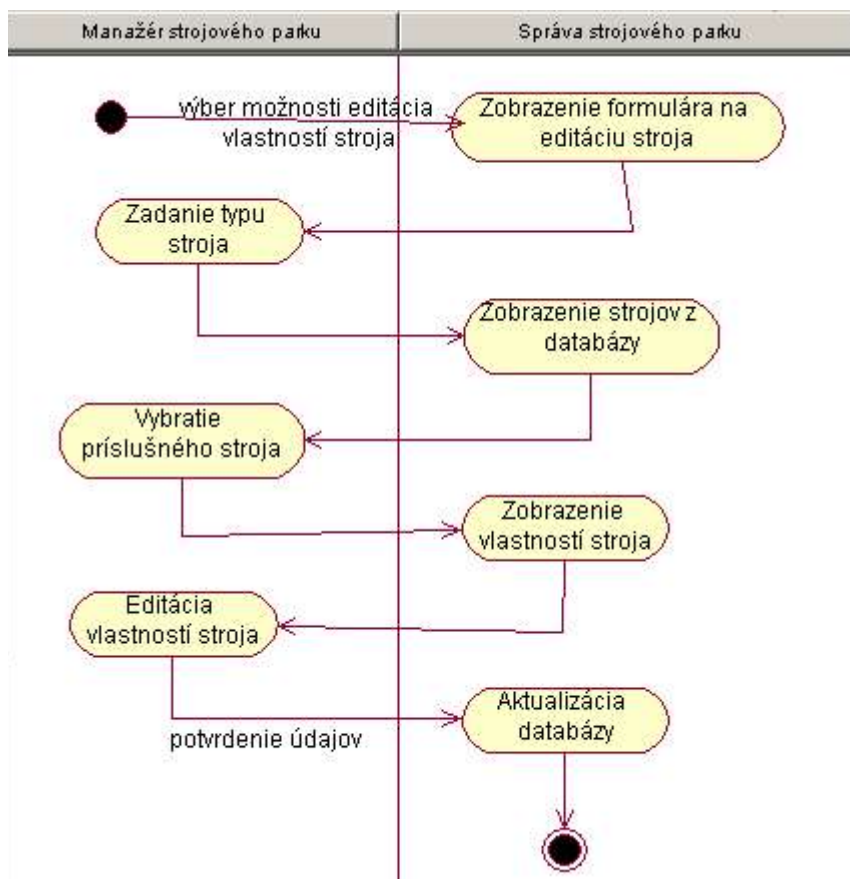 Manažér strojového parku
Správa strojového parku
výber možnosti editácia
vlastností stroja
Zobrazenie formulára na
editáciu stroja
Zadanie typu
stroja
Zobrazenie strojov z
databázy
Vybratie
príslušného stroja
Zobrazenie
vlastností stroja
Editácia
vlastností stroja
potvrdenie údajov
Aktualizácia
databázy